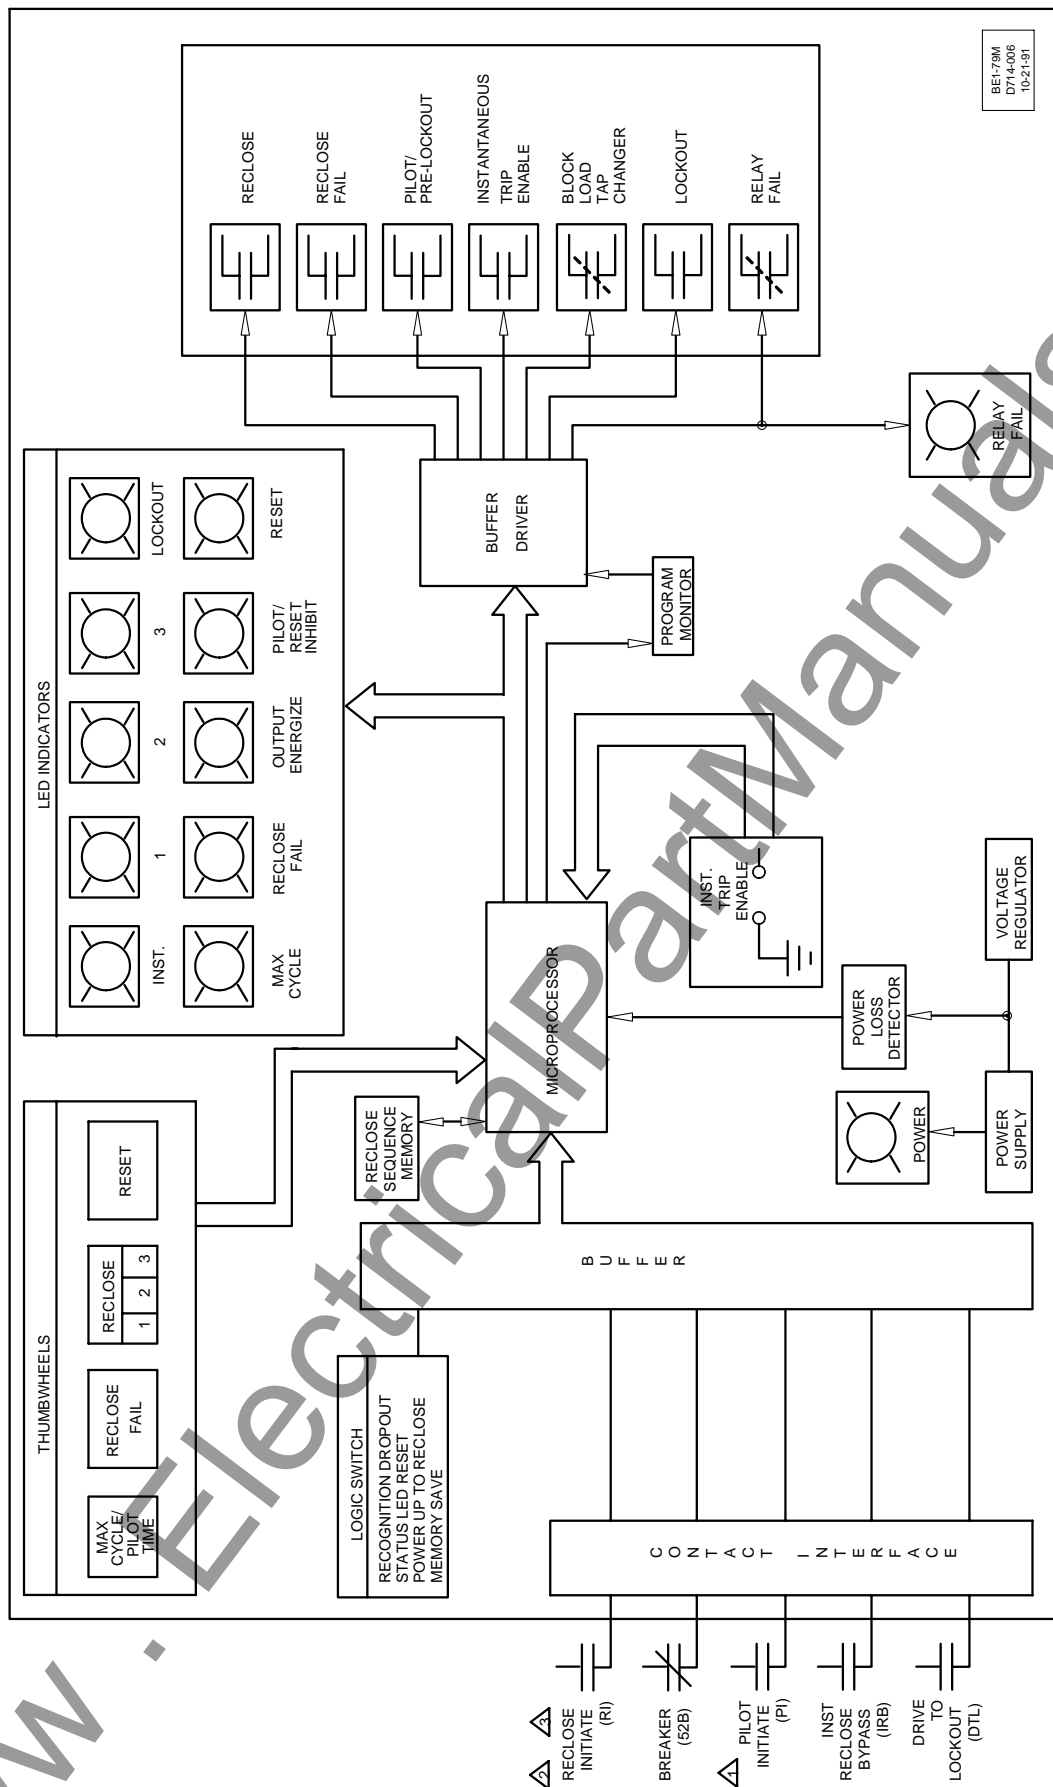 THUMBWHEELS
MAX
CYCLE/
PILOT
TIME
RECLOSE
FAIL
RECLOSE
1 2 3
RESET
LED INDICATORS
INST.
1
2
3
LOCKOUT
MAX
CYCLE
RECLOSE
FAIL
OUTPUT
ENERGIZE
PILOT/
RESET
INHIBIT
RESET
LOGIC SWITCH
RECOGNITION DROPOUT
STATUS LED RESET
POWER UP TO RECLOSE
MEMORY SAVE
RECLOSE
SEQUENCE
MEMORY
MICROPROCESSOR
BUFFER
DRIVER
PROGRAM
MONITOR
RECLOSE
RECLOSE
FAIL
PILOT/
PRE-LOCKOUT
INSTANTANEOUS
TRIP
ENABLE
BLOCK
LOAD
TAP
CHANGER
LOCKOUT
RELAY
FAIL
RELAY
FAIL
BUFFER
CONTACT INTERFACE
INST.
TRIP
ENABLE
POWER
LOSS
DETECTOR
VOLTAGE
REGULATOR
POWER
POWER
SUPPLY
2 3
RECLOSE
INITIATE
(RI)
BREAKER
(52B)
1
PILOT
INITIATE
(PI)
INST
RECLOSE
BYPASS
(IRB)
DRIVE
TO
LOCKOUT
(DTL)
BE1-79M
D714-006
10-21-91
w . ElectricalPartManuals